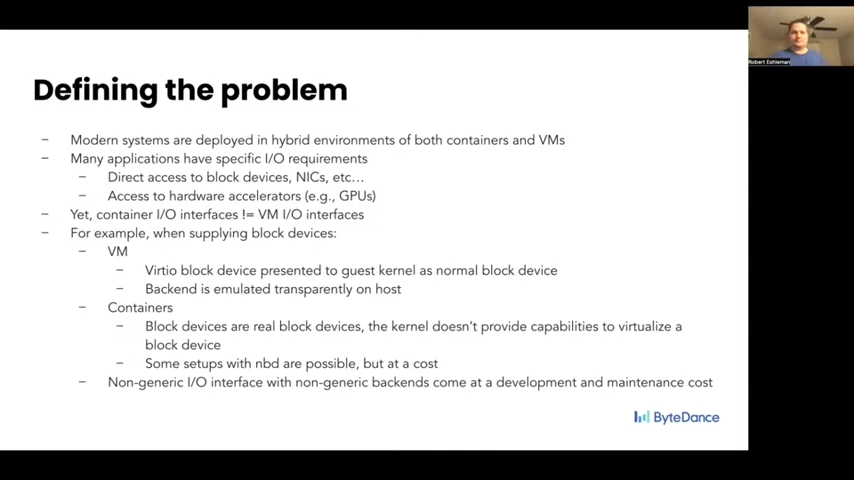 Defining the problem
Robert Eshleman
- Modern systems are deployed in hybrid environments of both containers and VMs
- Many applications have specific I/O requirements
- Direct access to block devices, NICs, etc...
- Access to hardware accelerators (e.g., GPUs)
- Yet, container I/O interfaces != VM I/O interfaces
- For example, when supplying block devices:
- VM
- Virtio block device presented to guest kernel as normal block device
- Backend is emulated transparently on host
- Containers
- Block devices are real block devices, the kernel doesn't provide capabilities to virtualize a
block device
- Some setups with nbd are possible, but at a cost
- Non-generic I/O interface with non-generic backends come at a development and maintenance cost
ByteDance